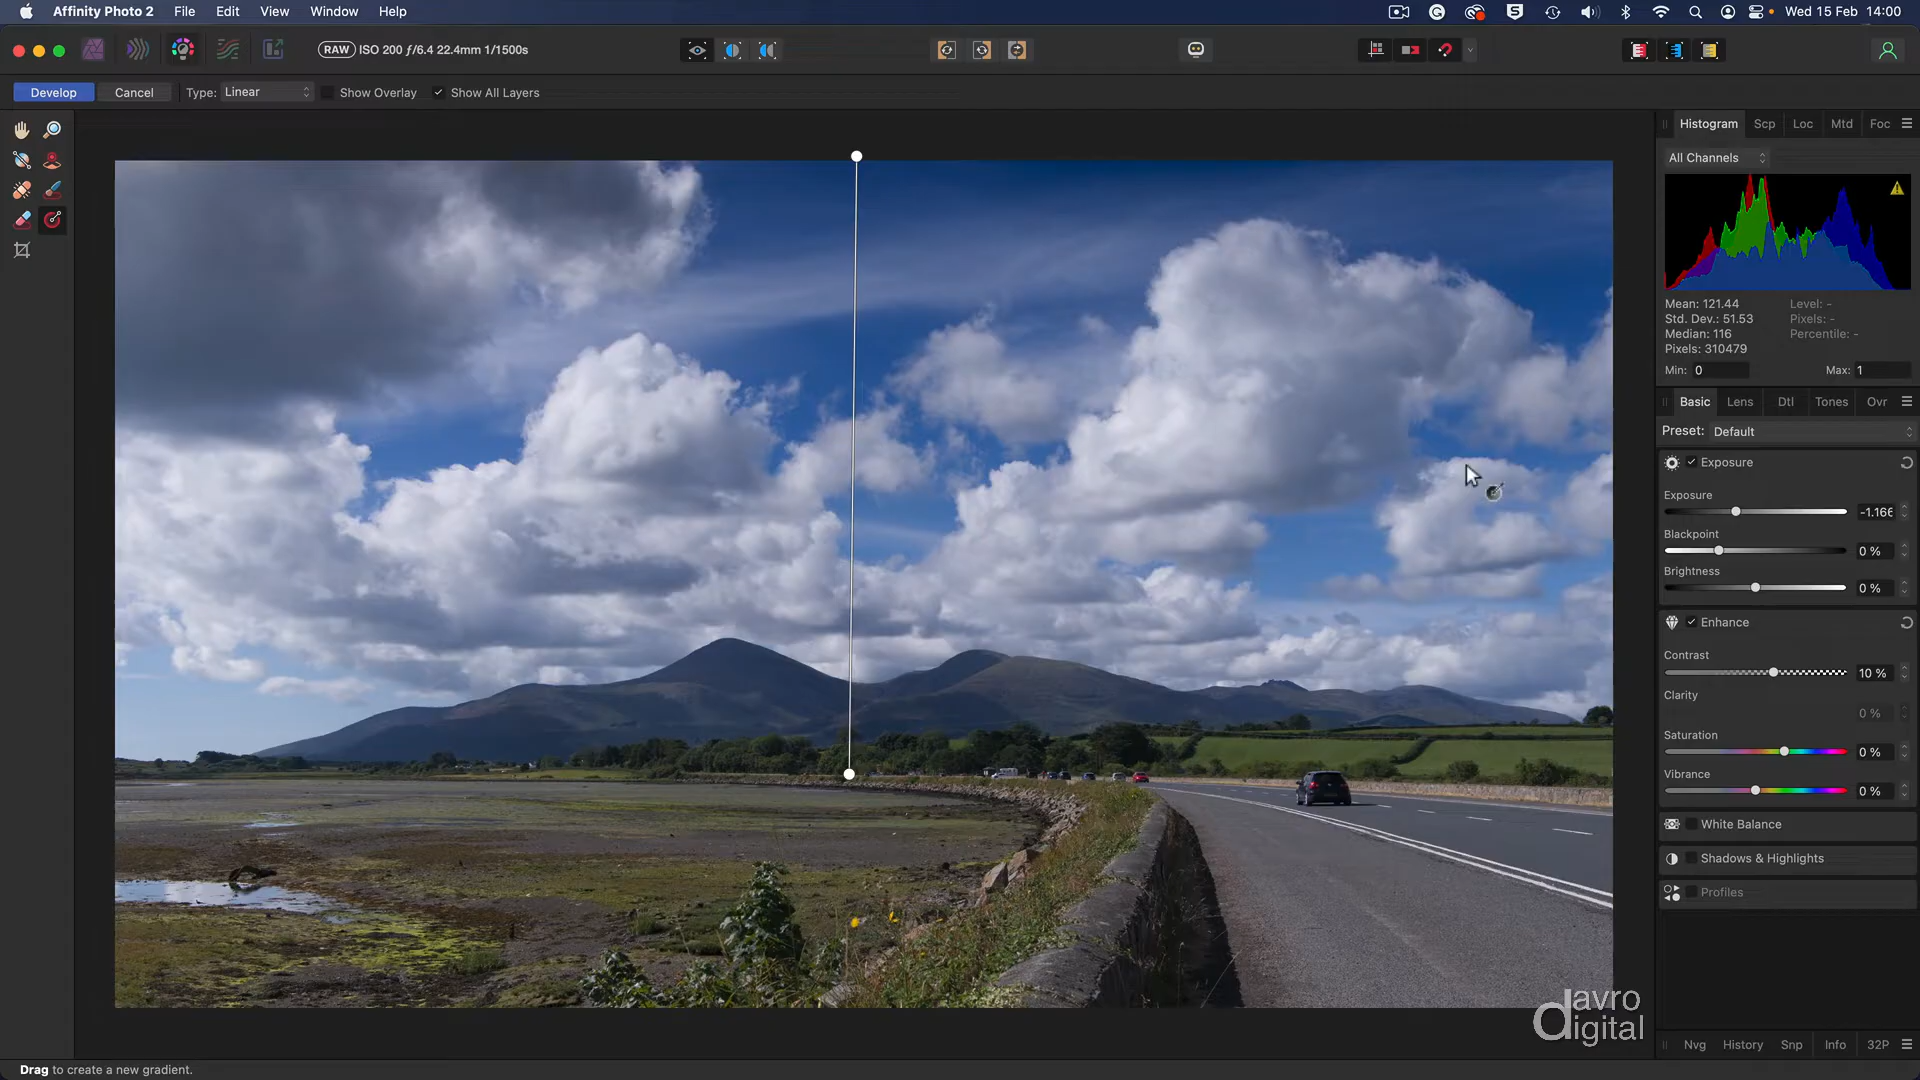 Affinity Photo 2 File Edit View Window Help Wed 15 Feb 14:00
RAW ISO 200 ƒ/6.4 22.4mm 1/1500s
Develop Cancel Type: Linear Show Overlay Show All Layers
Histogram Scp Loc Mtd Foc
All Channels
Mean: 121.44 Level: -
Std. Dev.: 51.53 Pixels: -
Median: 116 Percentile: -
Pixels: 310479
Min: 0 Max: 1
Basic Lens Dtl Tones Ovr
Preset: Default
Exposure
Exposure
-1.166
Blackpoint
0 %
Brightness
0 %
Enhance
Contrast
10 %
Clarity
0 %
Saturation
0 %
Vibrance
0 %
White Balance
Shadows & Highlights
Profiles
davro
digital
Nvg History Snp Info 32P
Drag to create a new gradient.